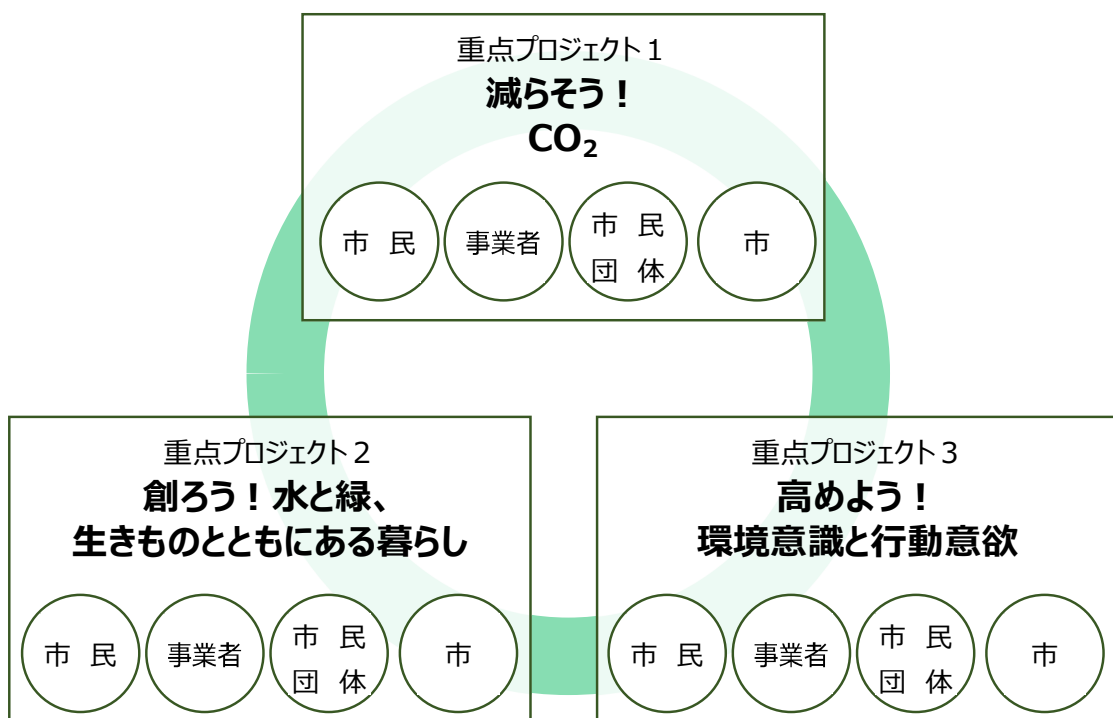 重点プロジェクト1
減らそう！
CO₂
市 民
事業者
市 民
団 体
市
重点プロジェクト2
創ろう！水と緑、
生きものとともにある暮らし
市 民
事業者
市 民
団 体
市
重点プロジェクト3
高めよう！
環境意識と行動意欲
市 民
事業者
市 民
団 体
市